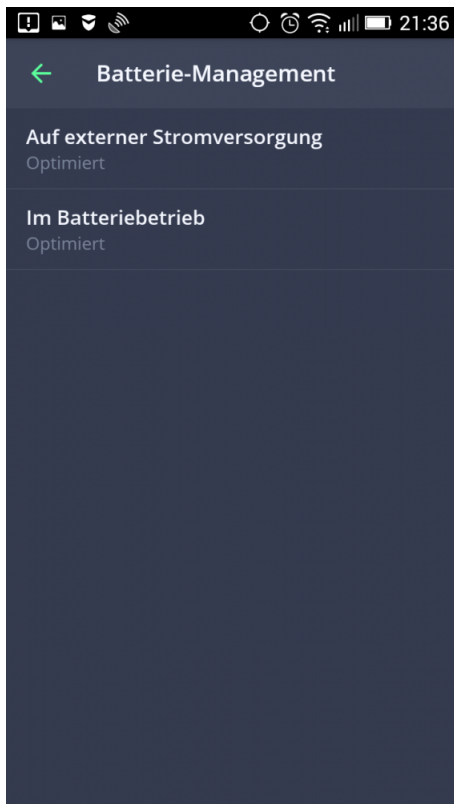 21:36
Batterie-Management
Auf externer Stromversorgung
Optimiert
Im Batteriebetrieb
Optimiert